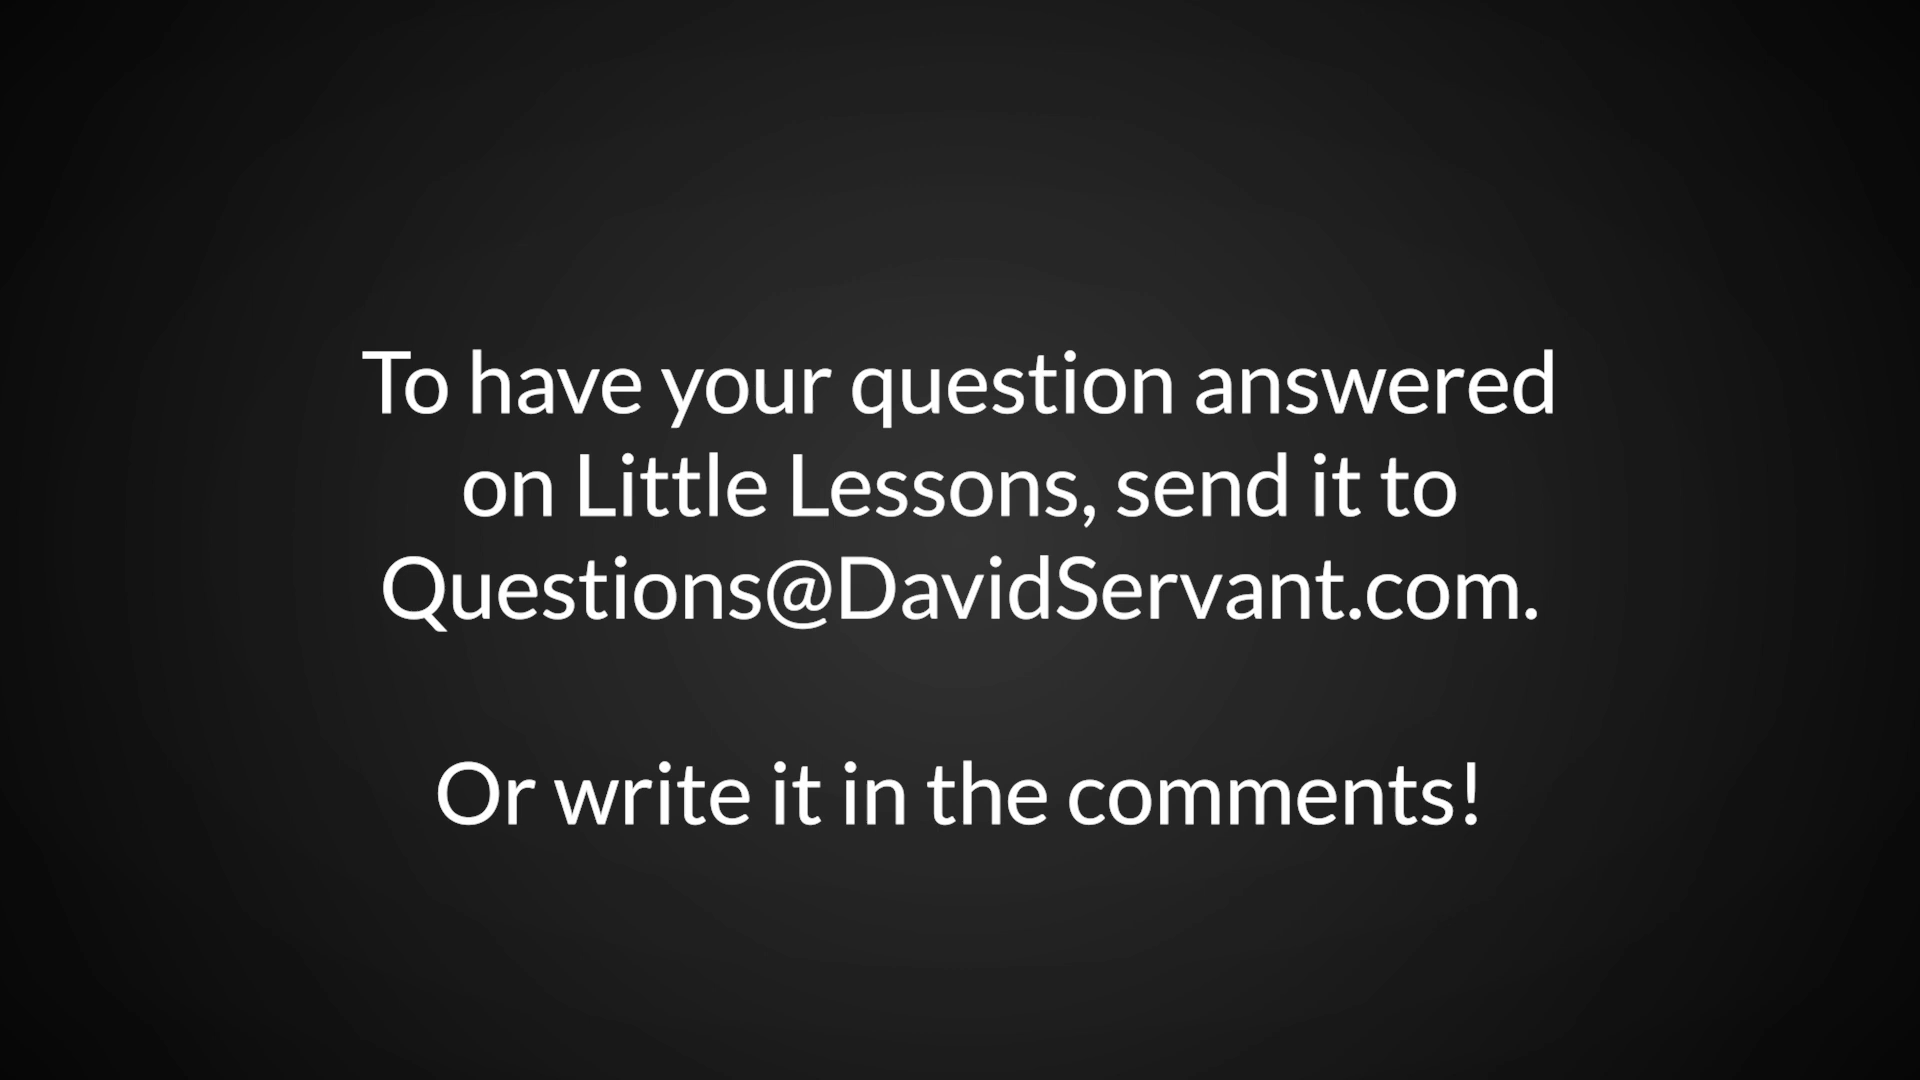 To have your question answered
on Little Lessons, send it to
Questions@DavidServant.com.
Or write it in the comments!